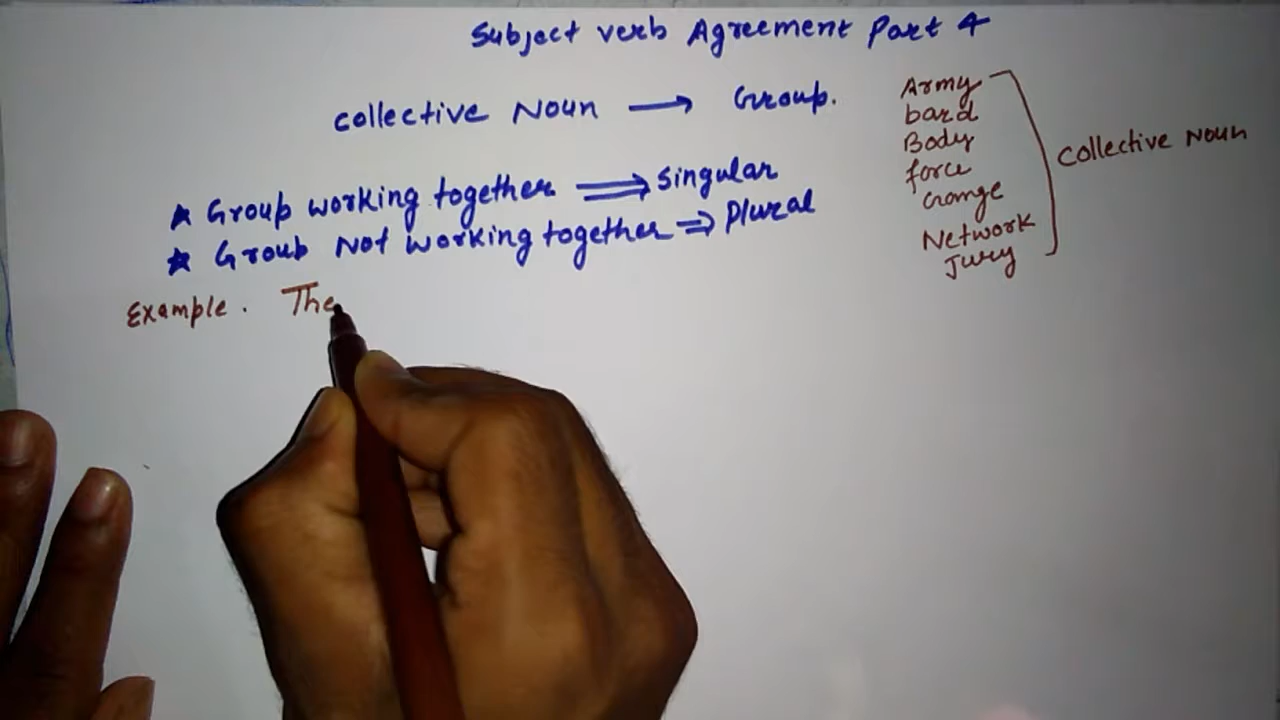 Subject verb Agreement Part 4
collective Noun → Group.
★ Group working together ⇒ Singular
★ Group Not working together ⇒ Plural
Example. The
Army
band
Body
force
Network
Jury
Collective Noun